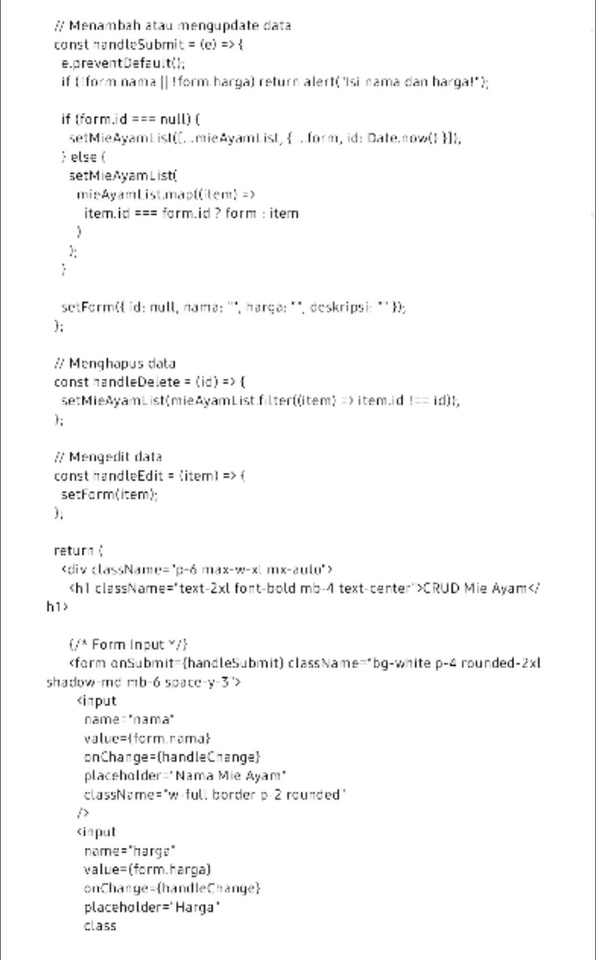 // Menambah atau mengupdate data
const handleSubmit = (e) => {
e.preventDefault();
if (!form.nama || !form.harga) return alert("Isi nama dan harga!");
if (form.id === null) {
setMieAyamList([...mieAyamList, { ...form, id: Date.now() }]);
} else {
setMieAyamList(
mieAyamList.map((item) =>
item.id === form.id ? form : item
)
);
}
setForm({ id: null, nama: "", harga: "", deskripsi: "" });
};
// Menghapus data
const handleDelete = (id) => {
setMieAyamList(mieAyamList.filter((item) => item.id !== id));
};
// Mengedit data
const handleEdit = (item) => {
setForm(item);
};
return (
<div className="p-6 max-w-xl mx-auto">
<h1 className="text-2xl font-bold mb-4 text-center">CRUD Mie Ayam</
h1>
{/* Form Input */}
<form onSubmit={handleSubmit} className="bg-white p-4 rounded-2xl
shadow-md mb-6 space-y-3">
<input
name="nama"
value={form.nama}
onChange={handleChange}
placeholder="Nama Mie Ayam"
className="w-full border p-2 rounded"
/>
<input
name="harga"
value={form.harga}
onChange={handleChange}
placeholder="Harga"
class